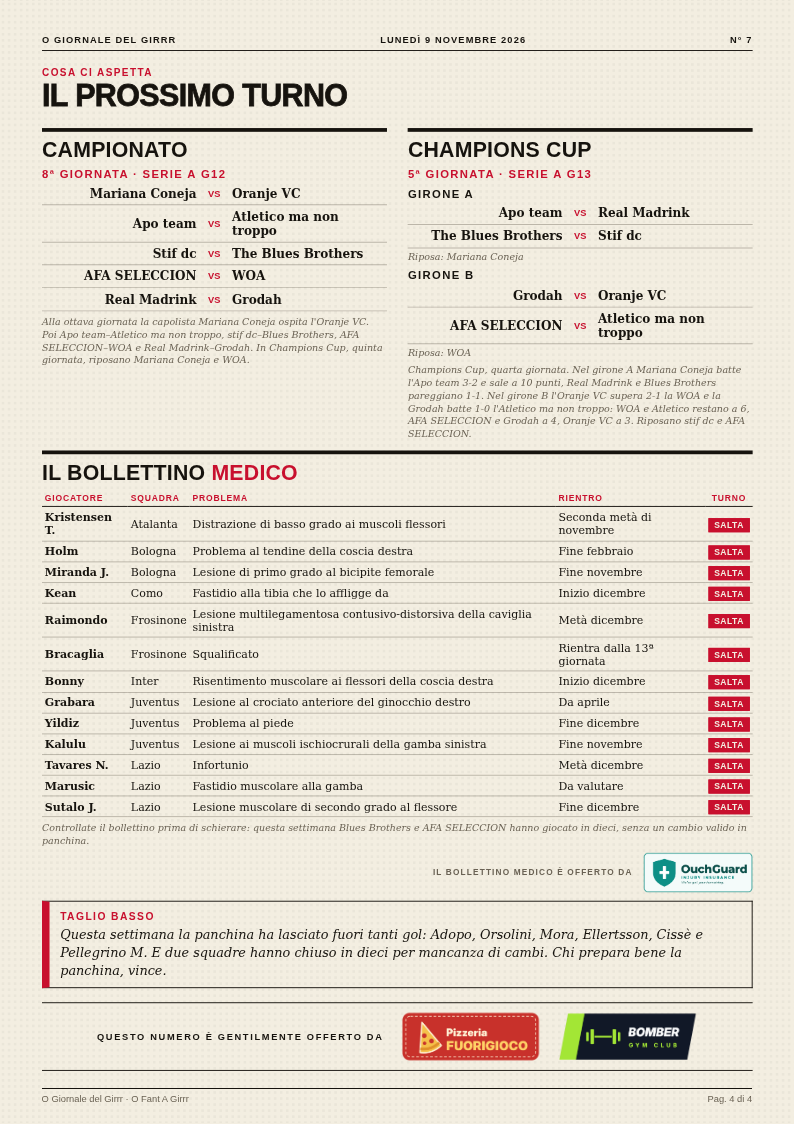 O GIORNALE DEL GIRRR LUNEDÌ 9 NOVEMBRE 2026 N° 7
COSA CI ASPETTA
IL PROSSIMO TURNO
CAMPIONATO
8ª GIORNATA · SERIE A G12
Mariana Coneja VS Oranje VC
Apo team VS Atletico ma non
troppo
Stif dc VS The Blues Brothers
AFA SELECCION VS WOA
Real Madrink VS Grodah
Alla ottava giornata la capolista Mariana Coneja ospita l'Oranje VC.
Poi Apo team–Atletico ma non troppo, stif dc–Blues Brothers, AFA
SELECCION–WOA e Real Madrink–Grodah. In Champions Cup, quinta
giornata, riposano Mariana Coneja e WOA.
CHAMPIONS CUP
5ª GIORNATA · SERIE A G13
GIRONE A
Apo team VS Real Madrink
The Blues Brothers VS Stif dc
Riposa: Mariana Coneja
GIRONE B
Grodah VS Oranje VC
AFA SELECCION VS Atletico ma non
troppo
Riposa: WOA
Champions Cup, quarta giornata. Nel girone A Mariana Coneja batte
l'Apo team 3-2 e sale a 10 punti, Real Madrink e Blues Brothers
pareggiano 1-1. Nel girone B l'Oranje VC supera 2-1 la WOA e la
Grodah batte 1-0 l'Atletico ma non troppo: WOA e Atletico restano a 6,
AFA SELECCION e Grodah a 4, Oranje VC a 3. Riposano stif dc e AFA
SELECCION.
IL BOLLETTINO MEDICO
GIOCATORE SQUADRA PROBLEMA RIENTRO TURNO
Kristensen T. Atalanta Distrazione di basso grado ai muscoli flessori Seconda metà di novembre SALTA
Holm Bologna Problema al tendine della coscia destra Fine febbraio SALTA
Miranda J. Bologna Lesione di primo grado al bicipite femorale Fine novembre SALTA
Kean Como Fastidio alla tibia che lo affligge da Inizio dicembre SALTA
Raimondo Frosinone Lesione multilegamentosa contusivo-distorsiva della caviglia sinistra Metà dicembre SALTA
Bracaglia Frosinone Squalificato Rientra dalla 13ª giornata SALTA
Bonny Inter Risentimento muscolare ai flessori della coscia destra Inizio dicembre SALTA
Grabara Juventus Lesione al crociato anteriore del ginocchio destro Da aprile SALTA
Yildiz Juventus Problema al piede Fine dicembre SALTA
Kalulu Juventus Lesione ai muscoli ischiocrurali della gamba sinistra Fine novembre SALTA
Tavares N. Lazio Infortunio Metà dicembre SALTA
Marusic Lazio Fastidio muscolare alla gamba Da valutare SALTA
Sutalo J. Lazio Lesione muscolare di secondo grado al flessore Fine dicembre SALTA
Controllate il bollettino prima di schierare: questa settimana Blues Brothers e AFA SELECCION hanno giocato in dieci, senza un cambio valido in
panchina.
IL BOLLETTINO MEDICO È OFFERTO DA
OuchGuard
INJURY INSURANCE
TAGLIO BASSO
Questa settimana la panchina ha lasciato fuori tanti gol: Adopo, Orsolini, Mora, Ellertsson, Cissè e
Pellegrino M. E due squadre hanno chiuso in dieci per mancanza di cambi. Chi prepara bene la
panchina, vince.
QUESTO NUMERO È GENTILMENTE OFFERTO DA
Pizzeria
FUORIGIOCO
BOMBER
GYM CLUB
O Giornale del Girrr · O Fant A Girrr Pag. 4 di 4